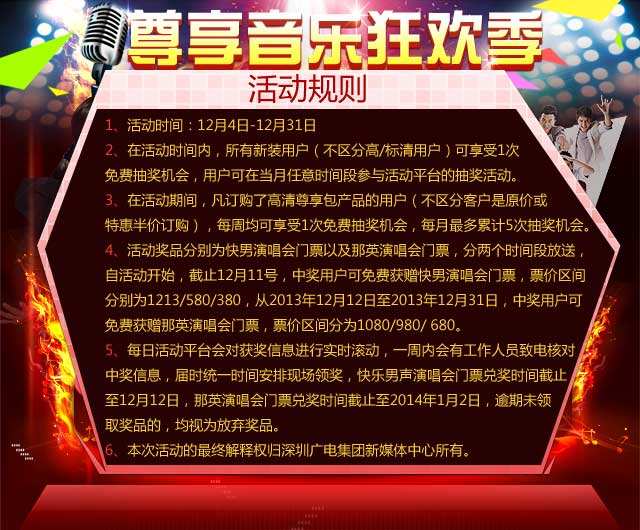 尊享音乐狂欢季
活动规则
1、活动时间：12月4日-12月31日
2、在活动时间内，所有新装用户（不区分高/标清用户）可享受1次
免费抽奖机会，用户可在当月任意时间段参与活动平台的抽奖活动。
3、在活动期间，凡订购了高清尊享包产品的用户（不区分客户是原价或
特惠半价订购），每周均可享受1次免费抽奖机会，每月最多累计5次抽奖机会。
4、活动奖品分别为快男演唱会门票以及那英演唱会门票，分两个时间段放送，
自活动开始，截止12月11号，中奖用户可免费获赠快男演唱会门票，票价区间
分别为1213/580/380，从2013年12月12日至2013年12月31日，中奖用户可
免费获赠那英演唱会门票，票价区间分为1080/980/ 680。
5、每日活动平台会对获奖信息进行实时滚动，一周内会有工作人员致电核对
中奖信息，届时统一时间安排现场领奖，快乐男声演唱会门票兑奖时间截止
至12月12日，那英演唱会门票兑奖时间截止至2014年1月2日，逾期未领
取奖品的，均视为放弃奖品。
6、本次活动的最终解释权归深圳广电集团新媒体中心所有。